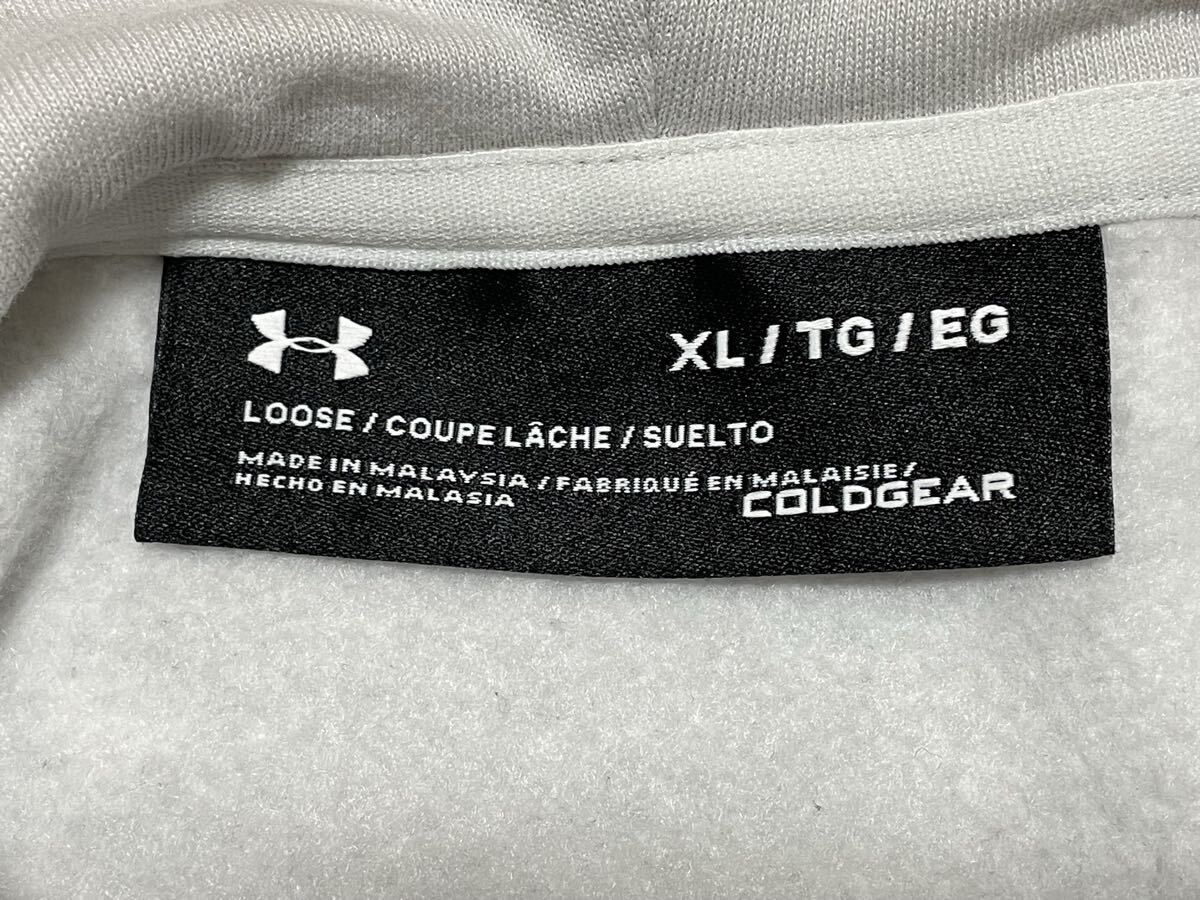 XL / TG / EG
LOOSE / COUPE LÂCHE / SUELTO
MADE IN MALAYSIA / FABRIQUÉ EN MALAISIE /
HECHO EN MALASIA
COLDGEAR